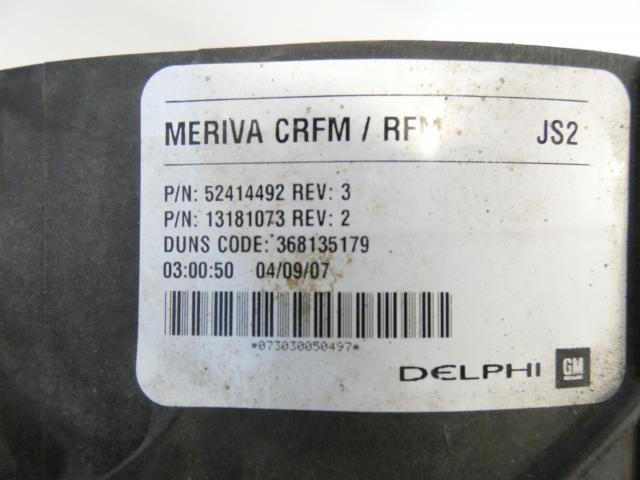 MERIVA CRFM / RFM JS2
P/N: 52414492 REV: 3
P/N: 13181073 REV: 2
DUNS CODE: 368135179
03:00:50 04/09/07
*073030050497*
DELPHI GM